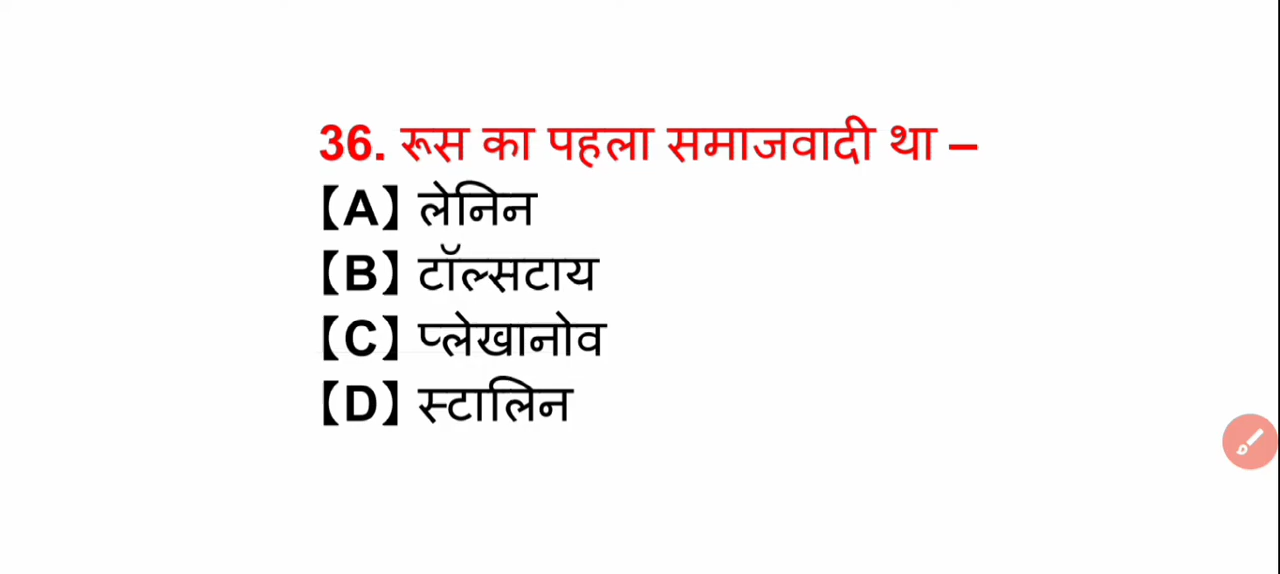 36. रूस का पहला समाजवादी था –
【A】 लेनिन
【B】 टॉल्सटाय
【C】 प्लेखानोव
【D】 स्टालिन